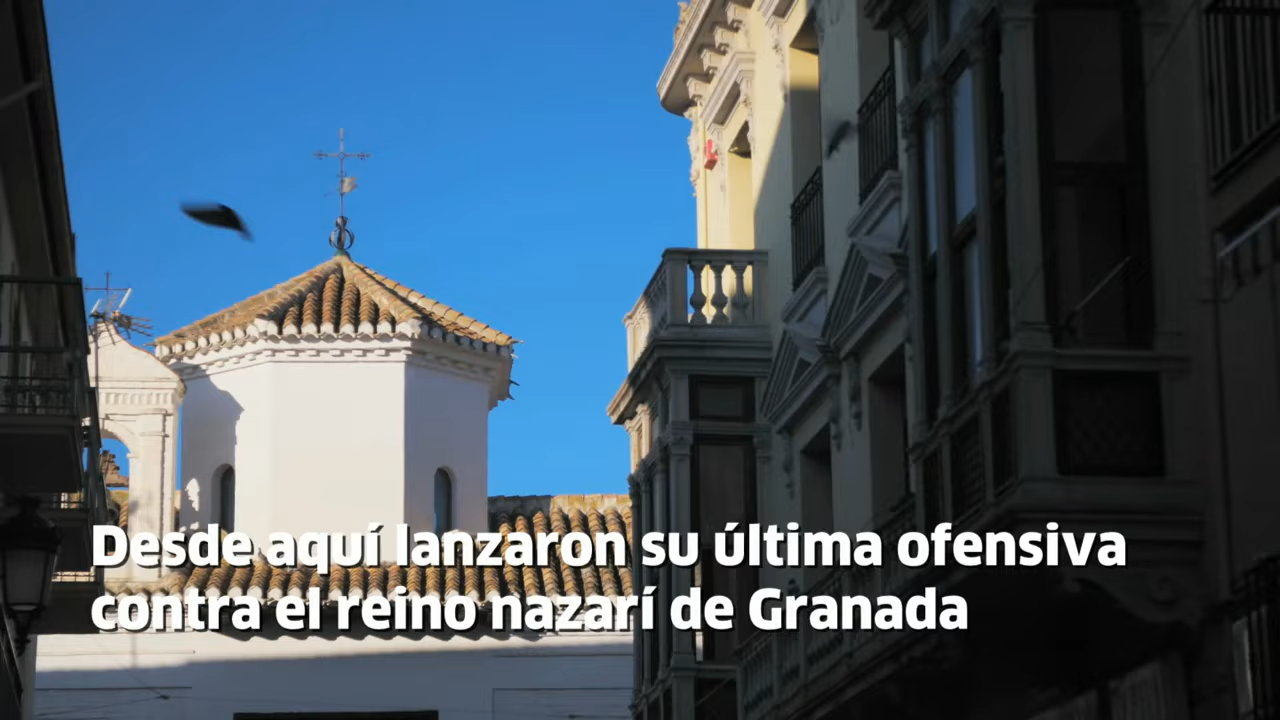 Desde aquí lanzaron su última ofensiva
contra el reino nazarí de Granada